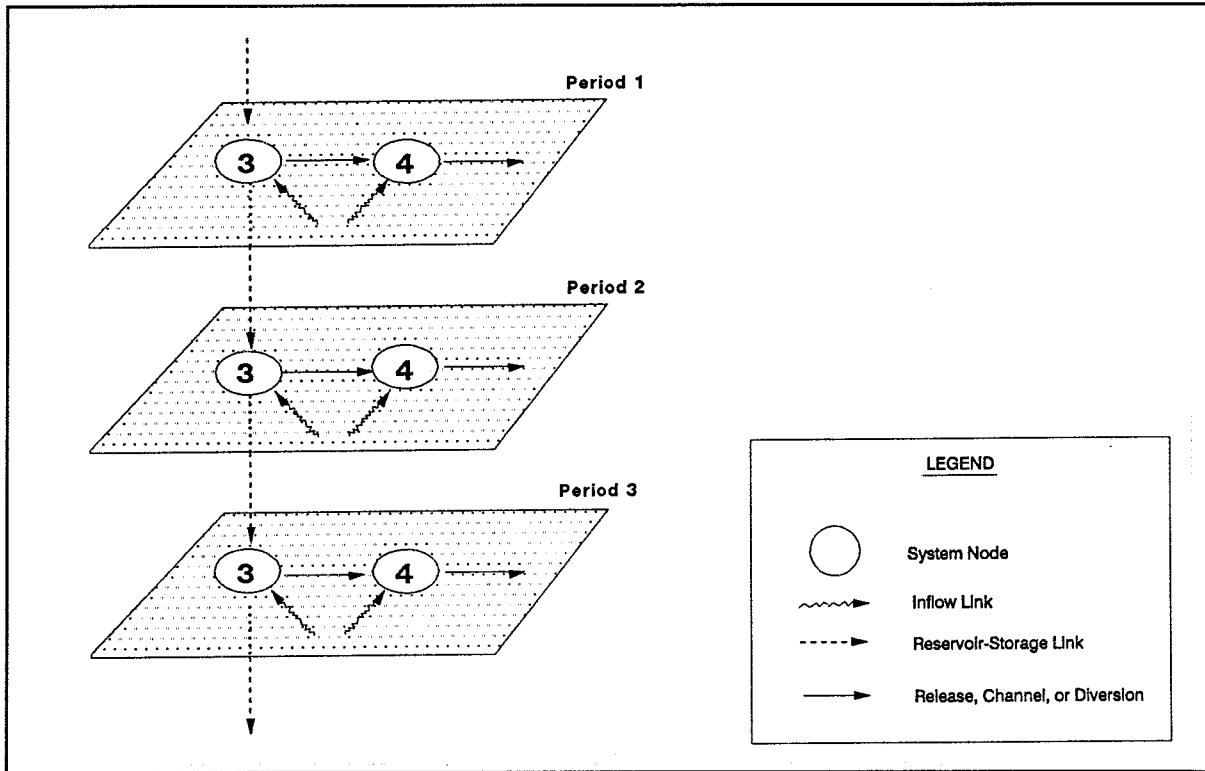 Period 1
3 4
Period 2
3 4
Period 3
3 4
LEGEND
System Node
Inflow Link
Reservoir-Storage Link
Release, Channel, or Diversion